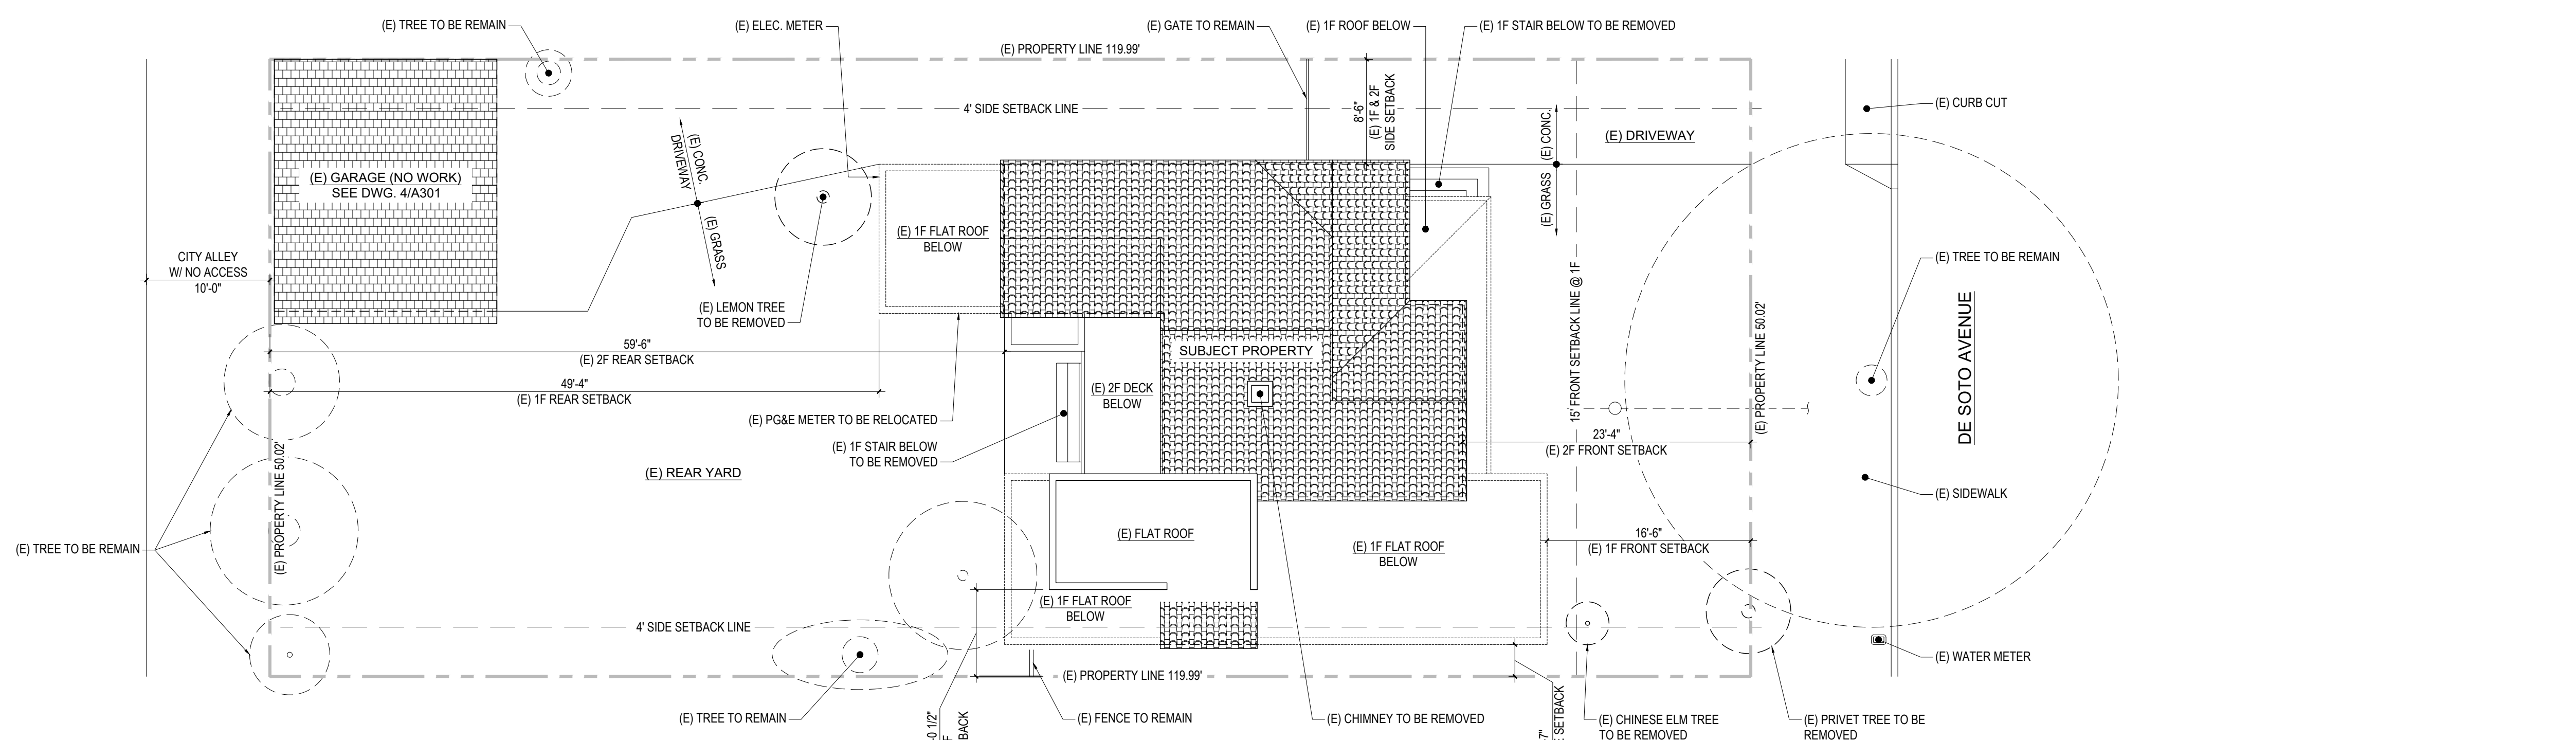 (E) TREE TO BE REMAIN
(E) ELEC. METER
(E) GATE TO REMAIN
(E) 1F ROOF BELOW
(E) 1F STAIR BELOW TO BE REMOVED
(E) PROPERTY LINE 119.99'
4' SIDE SETBACK LINE
8'-6"
(E) 1F & 2F
SIDE SETBACK
(E) CONC.
(E) GRASS
(E) DRIVEWAY
(E) CURB CUT
(E) CONC.
DRIVEWAY
(E) GRASS
(E) GARAGE (NO WORK)
SEE DWG. 4/A301
(E) 1F FLAT ROOF
BELOW
CITY ALLEY
W/ NO ACCESS
10'-0"
(E) LEMON TREE
TO BE REMOVED
(E) TREE TO BE REMAIN
15' FRONT SETBACK LINE @ 1F
(E) PROPERTY LINE 50.02'
DE SOTO AVENUE
59'-6"
(E) 2F REAR SETBACK
SUBJECT PROPERTY
49'-4"
(E) 1F REAR SETBACK
(E) 2F DECK
BELOW
(E) PG&E METER TO BE RELOCATED
(E) 1F STAIR BELOW
TO BE REMOVED
23'-4"
(E) 2F FRONT SETBACK
(E) REAR YARD
(E) PROPERTY LINE 50.02'
(E) SIDEWALK
(E) TREE TO BE REMAIN
(E) FLAT ROOF
(E) 1F FLAT ROOF
BELOW
16'-6"
(E) 1F FRONT SETBACK
(E) 1F FLAT ROOF
BELOW
4' SIDE SETBACK LINE
(E) WATER METER
(E) PROPERTY LINE 119.99'
(E) TREE TO REMAIN
(E) FENCE TO REMAIN
(E) CHIMNEY TO BE REMOVED
(E) CHINESE ELM TREE
TO BE REMOVED
(E) PRIVET TREE TO BE
REMOVED
SETBACK